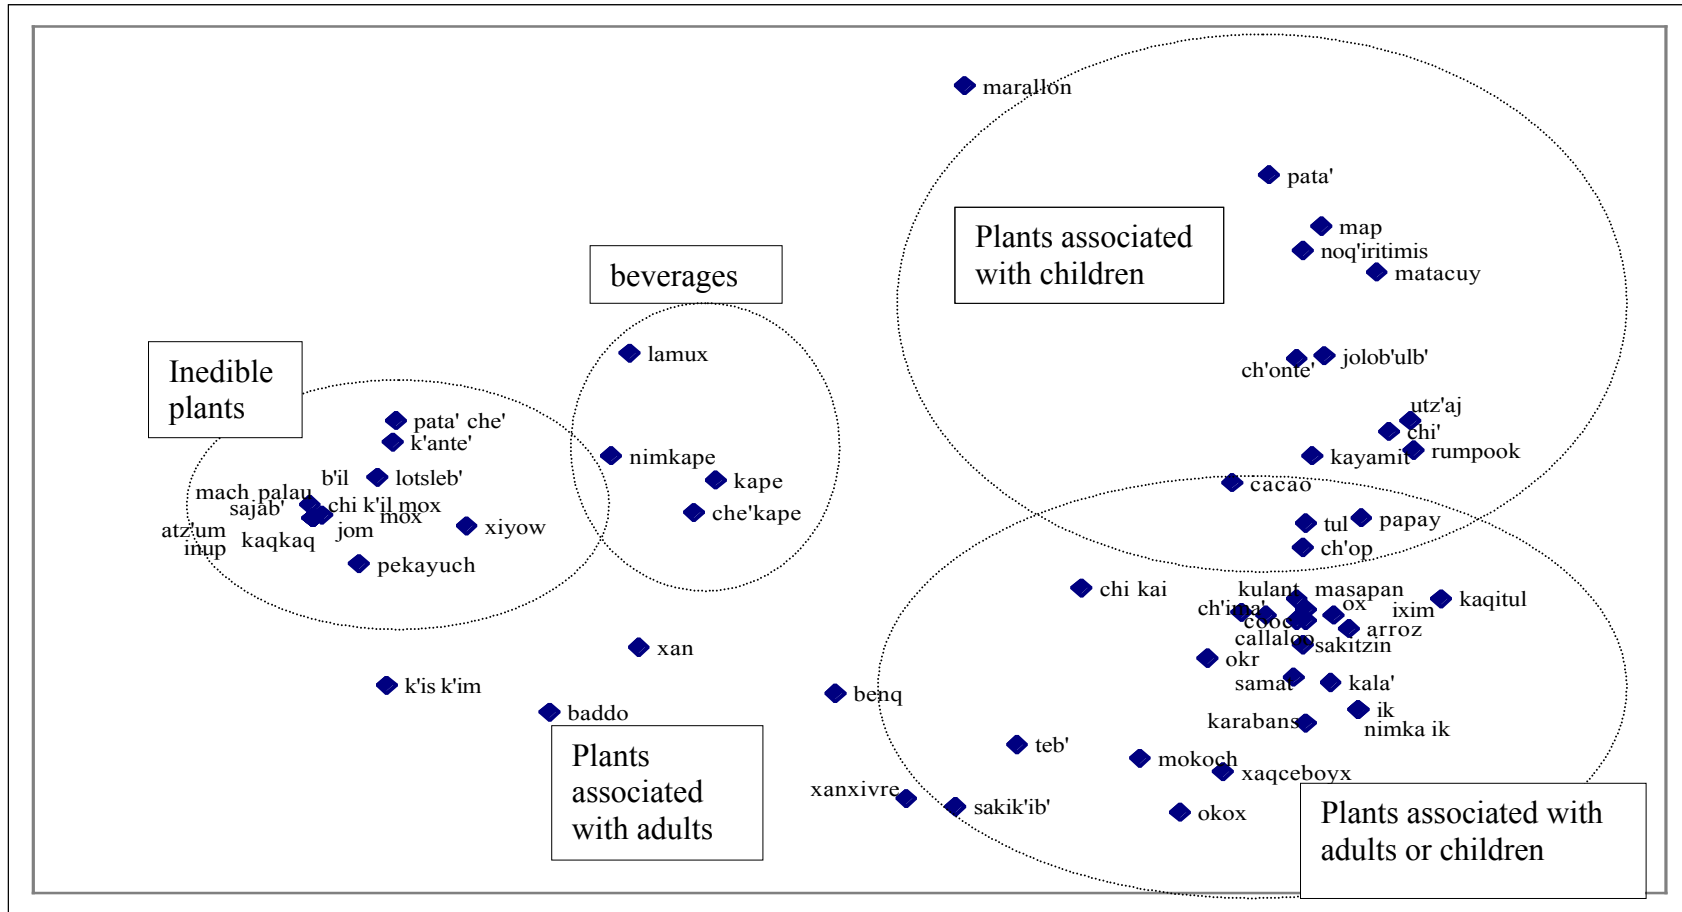 marallon
pata'
Plants associated
with children
map
noq'iritimis
matacuy
beverages
lamux
ch'onte'
jolob'ulb'
Inedible
plants
pata' che'
k'ante'
utz'aj
chi'
nimkape
kayamit
rumpook
b'il
lotsleb'
kape
cacao
mach palau
chi k'il mox
sajab'
mox
che'kape
tul
papay
atz'um
jom
xiyow
inup
kaqkaq
ch'op
pekayuch
chi kai
kulant
masapan
kaqitul
ch'ima'
ox
ixim
cooc
arroz
callaloo
sakitzin
xan
okr
samat
kala'
k'is k'im
benq
baddo
ik
karabans
nimka ik
Plants
associated
with adults
teb'
mokoch
xaqceboyx
xanxivre
sakik'ib'
okox
Plants associated with
adults or children